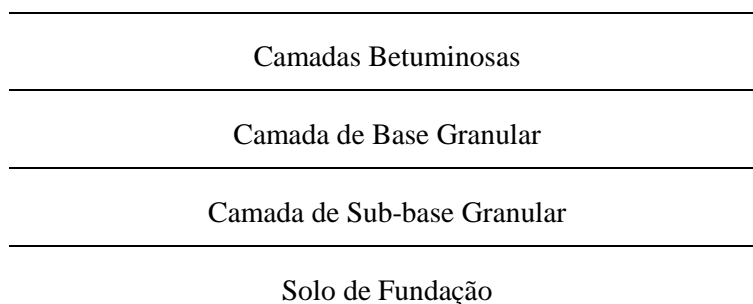 Camadas Betuminosas
Camada de Base Granular
Camada de Sub-base Granular
Solo de Fundação